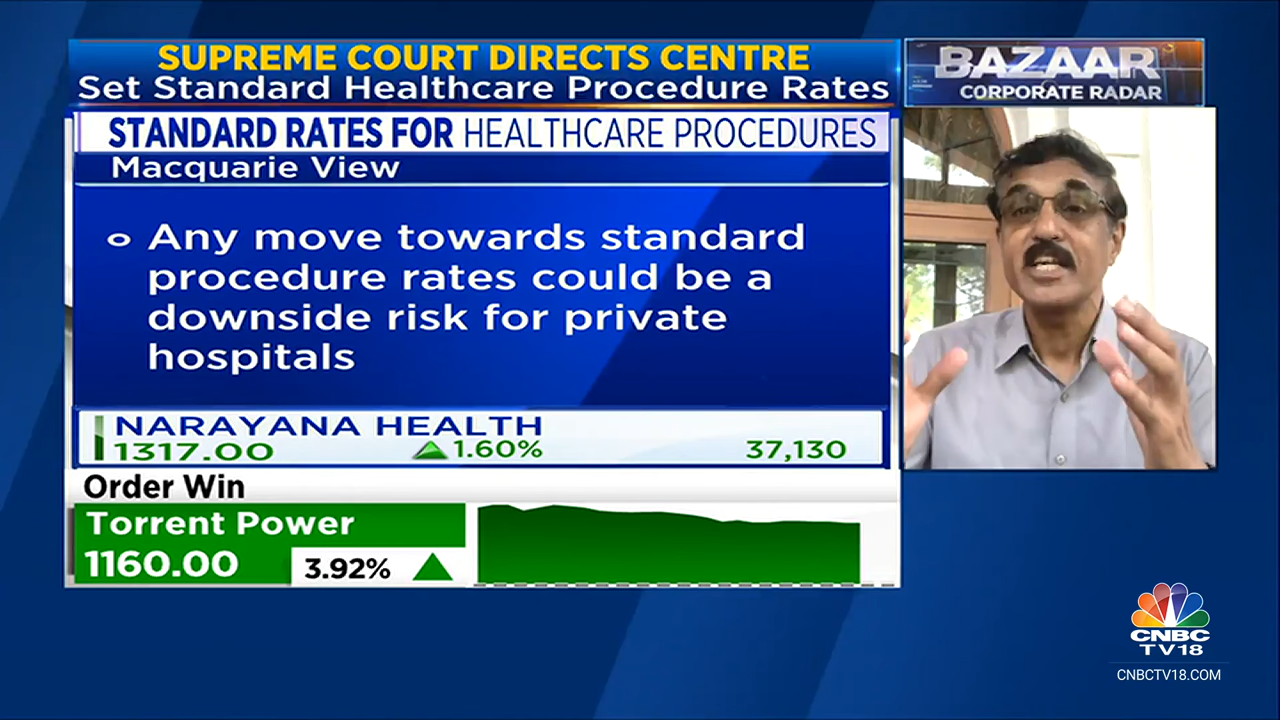 SUPREME COURT DIRECTS CENTRE
Set Standard Healthcare Procedure Rates
BAZAAR
CORPORATE RADAR
STANDARD RATES FOR HEALTHCARE PROCEDURES
Macquarie View
Any move towards standard
procedure rates could be a
downside risk for private
hospitals
NARAYANA HEALTH
1317.00 1.60% 37,130
Order Win
Torrent Power
1160.00 3.92%
CNBC
TV18
CNBCTV18.COM